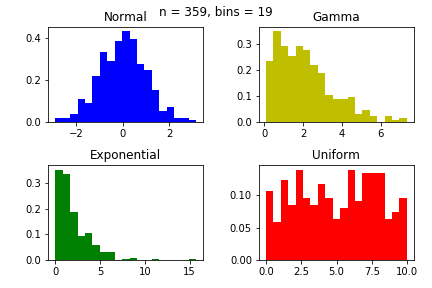 n = 359, bins = 19
Normal
0.4
0.2
0.0
−2 0 2
Gamma
0.3
0.2
0.1
0.0
0 2 4 6
Exponential
0.3
0.2
0.1
0.0
0 5 10 15
Uniform
0.10
0.05
0.00
0.0 2.5 5.0 7.5 10.0